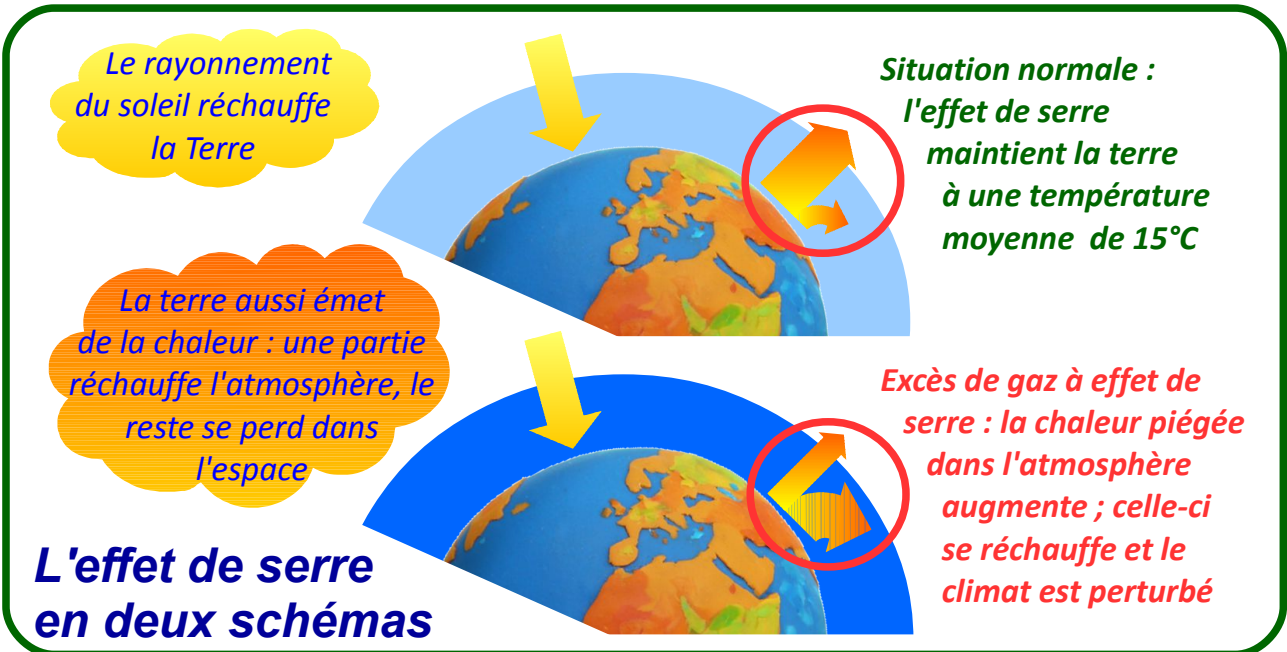 Le rayonnement
du soleil réchauffe
la Terre
Situation normale :
l'effet de serre
maintient la terre
à une température
moyenne de 15°C
La terre aussi émet
de la chaleur : une partie
réchauffe l'atmosphère, le
reste se perd dans
l'espace
Excès de gaz à effet de
serre : la chaleur piégée
dans l'atmosphère
augmente ; celle-ci
se réchauffe et le
climat est perturbé
L'effet de serre
en deux schémas